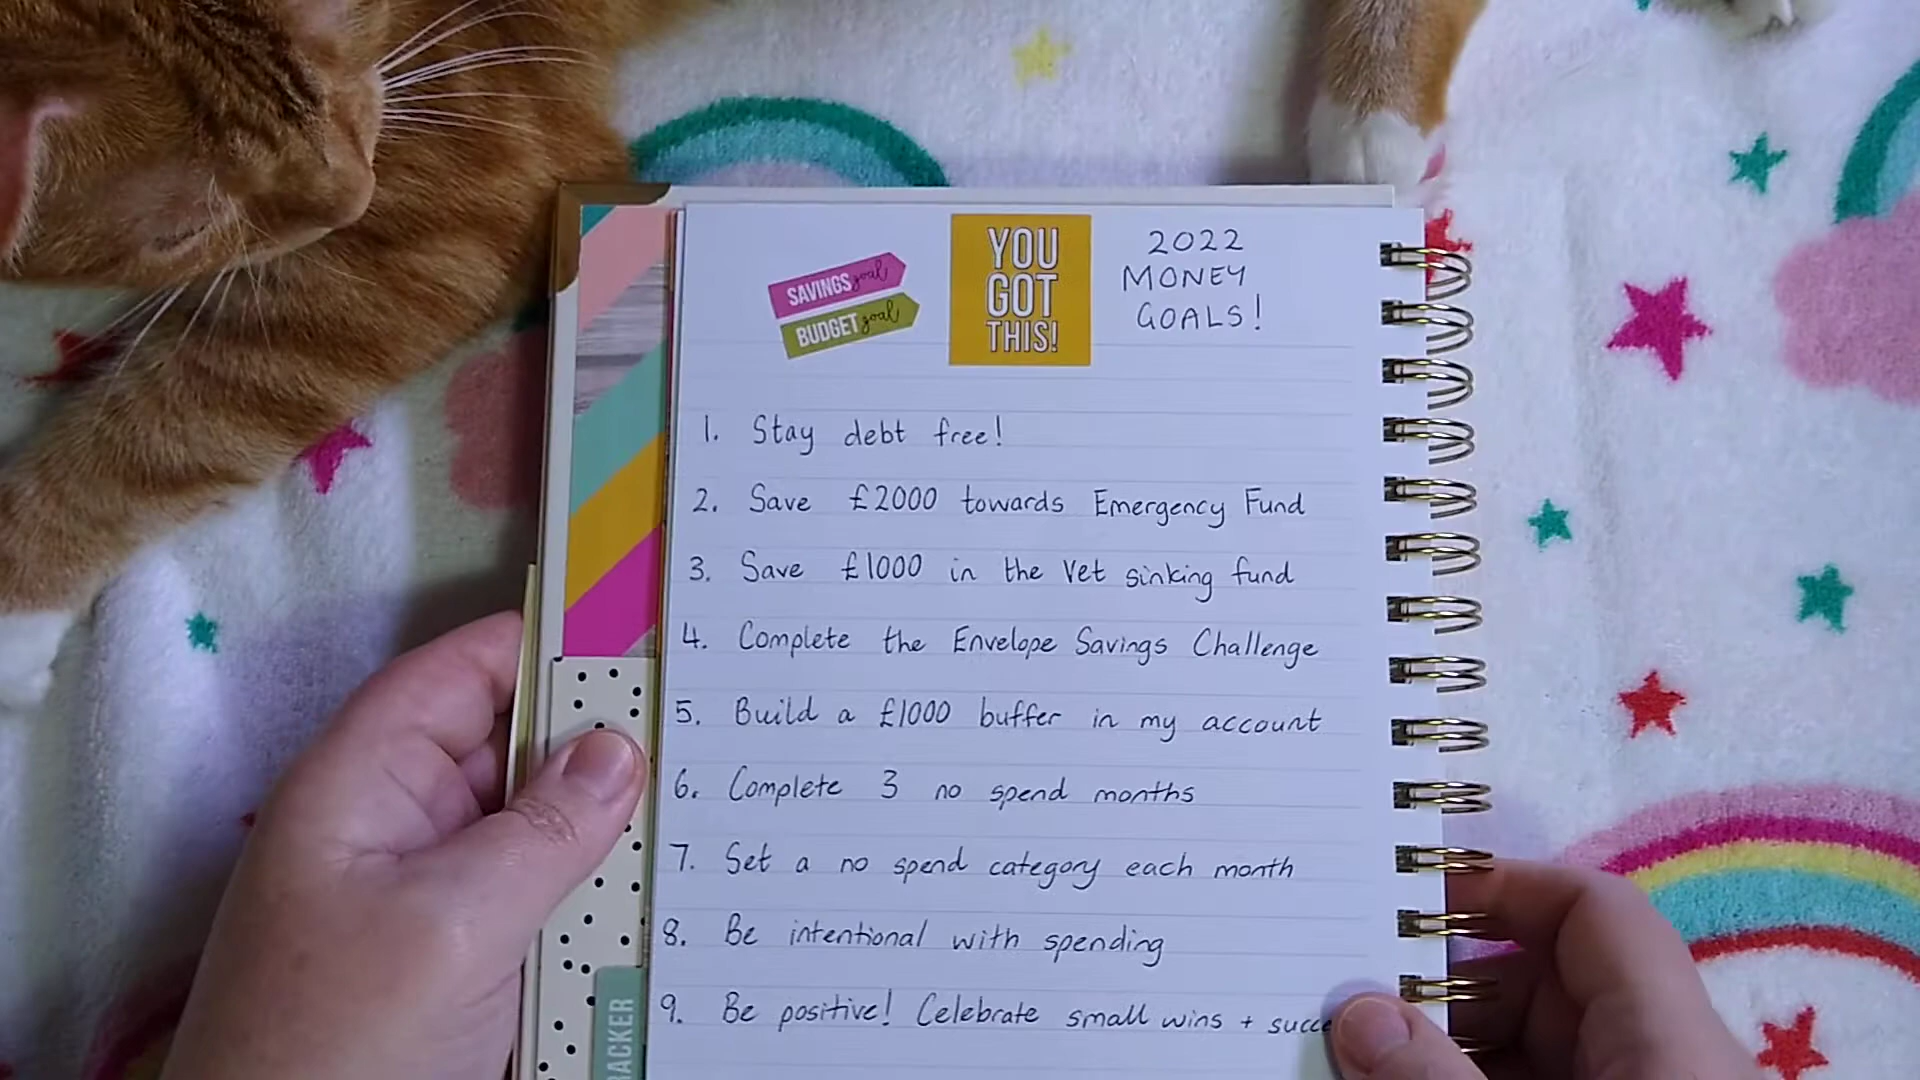 SAVINGS goal
BUDGET goal
YOU
GOT
THIS!
2022
MONEY
GOALS!
1. Stay debt free!
2. Save £2000 towards Emergency Fund
3. Save £1000 in the Vet sinking fund
4. Complete the Envelope Savings Challenge
5. Build a £1000 buffer in my account
6. Complete 3 no spend months
7. Set a no spend category each month
8. Be intentional with spending
9. Be positive! Celebrate small wins +